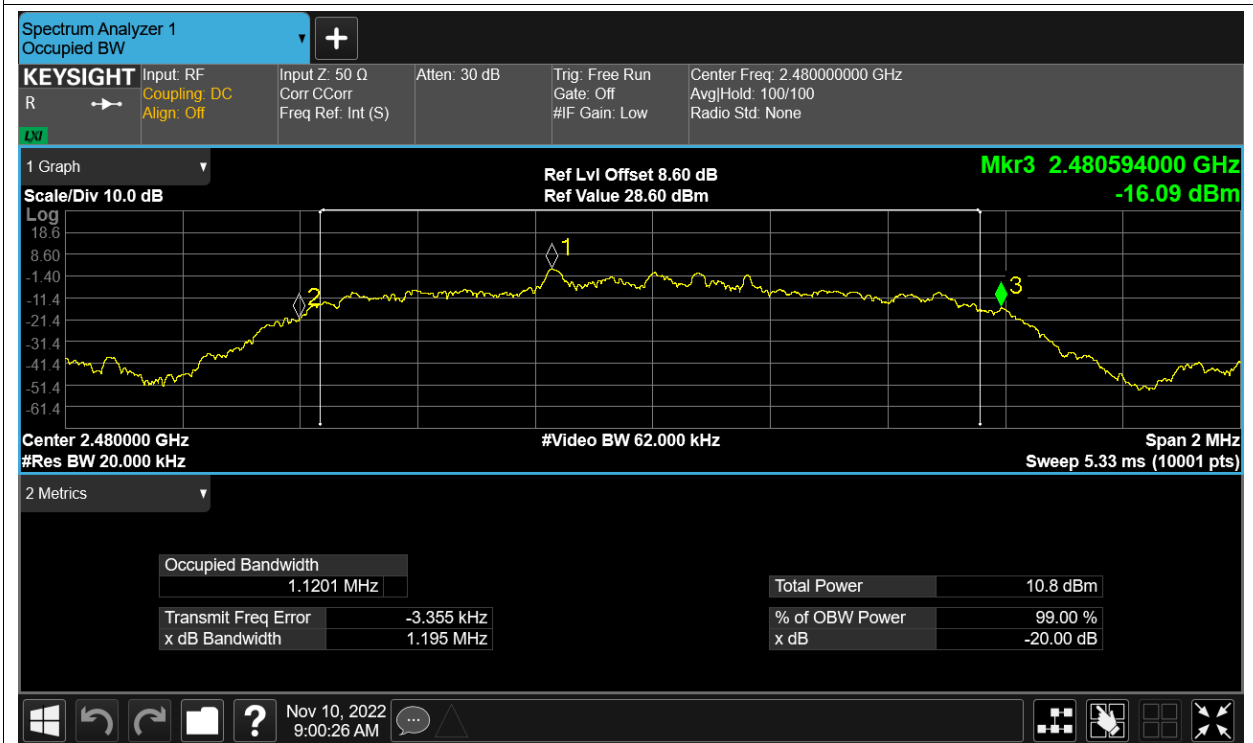 Spectrum Analyzer 1
Occupied BW
KEYSIGHT
R
LXI
Input: RF
Coupling: DC
Align: Off
Input Z: 50 Ω
Corr CCorr
Freq Ref: Int (S)
Atten: 30 dB
Trig: Free Run
Gate: Off
#IF Gain: Low
Center Freq: 2.480000000 GHz
Avg|Hold: 100/100
Radio Std: None
1 Graph
Scale/Div 10.0 dB
Ref Lvl Offset 8.60 dB
Ref Value 28.60 dBm
Mkr3 2.480594000 GHz
-16.09 dBm
Log
18.6
8.60
-1.40
-11.4
-21.4
-31.4
-41.4
-51.4
-61.4
1
2
3
Center 2.480000 GHz
#Res BW 20.000 kHz
#Video BW 62.000 kHz
Span 2 MHz
Sweep 5.33 ms (10001 pts)
2 Metrics
Occupied Bandwidth
1.1201 MHz
Transmit Freq Error -3.355 kHz
x dB Bandwidth 1.195 MHz
Total Power 10.8 dBm
% of OBW Power 99.00 %
x dB -20.00 dB
?
Nov 10, 2022
9:00:26 AM